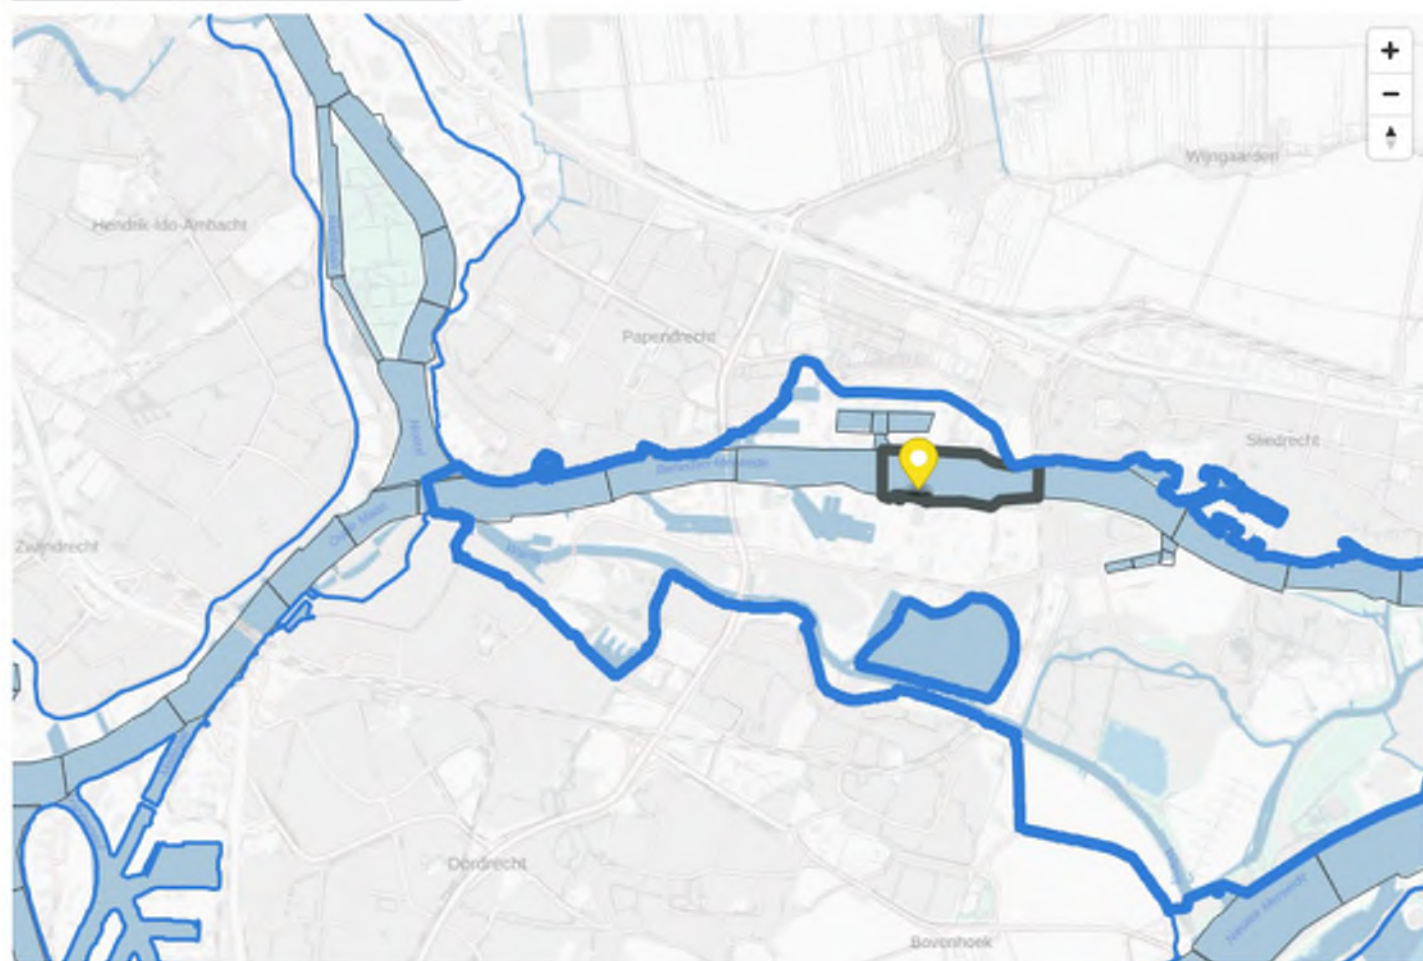 Wijngaarden
Hendrik-Ido-Ambacht
Papendrecht
Sliedrecht
Noord
Beneden Merwede
Oude Maas
Zwijndrecht
Dordrecht
Nieuwe Merwede
Bovenhoek